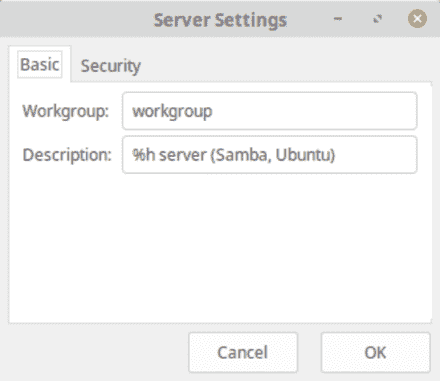 Server Settings
Basic Security
Workgroup: workgroup
Description: %h server (Samba, Ubuntu)
Cancel OK